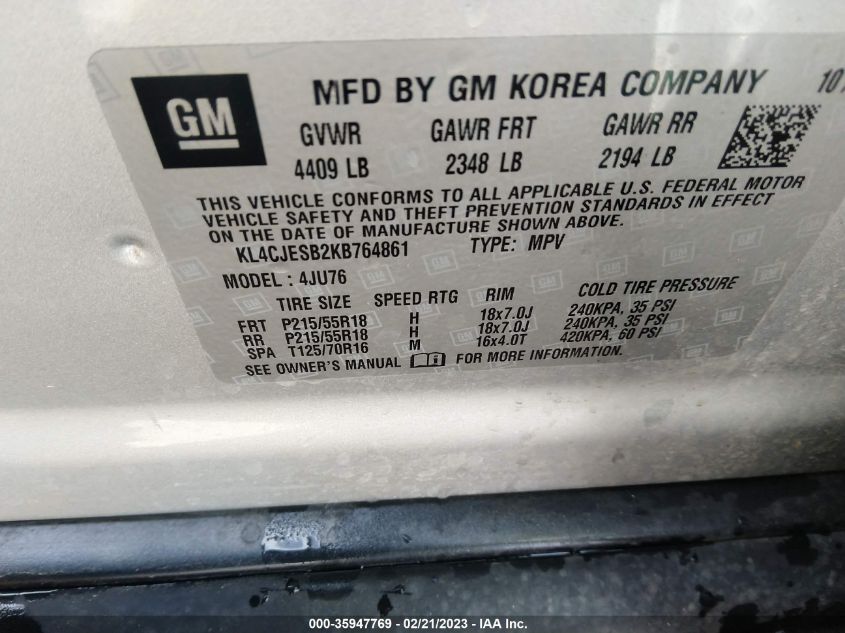 GM
MFD BY GM KOREA COMPANY 10
GVWR GAWR FRT GAWR RR
4409 LB 2348 LB 2194 LB
THIS VEHICLE CONFORMS TO ALL APPLICABLE U.S. FEDERAL MOTOR
VEHICLE SAFETY AND THEFT PREVENTION STANDARDS IN EFFECT
ON THE DATE OF MANUFACTURE SHOWN ABOVE.
KL4CJESB2KB764861 TYPE: MPV
MODEL: 4JU76
TIRE SIZE SPEED RTG RIM COLD TIRE PRESSURE
FRT P215/55R18 H 18x7.0J 240KPA, 35 PSI
RR P215/55R18 H 18x7.0J 240KPA, 35 PSI
SPA T125/70R16 M 16x4.0T 420KPA, 60 PSI
SEE OWNER'S MANUAL FOR MORE INFORMATION.
000-35947769 - 02/21/2023 - IAA Inc.